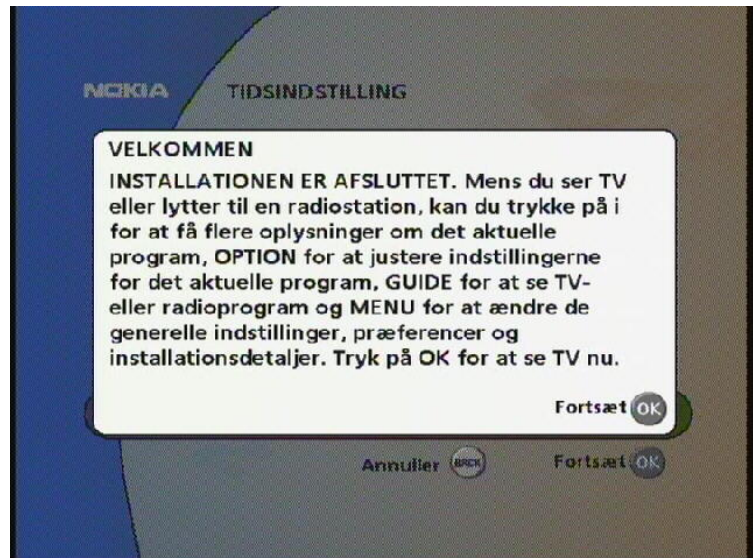 NOKIA TIDSINDSTILLING
VELKOMMEN
INSTALLATIONEN ER AFSLUTTET. Mens du ser TV
eller lytter til en radiostation, kan du trykke på i
for at få flere oplysninger om det aktuelle
program, OPTION for at justere indstillingerne
for det aktuelle program, GUIDE for at se TV-
eller radioprogram og MENU for at ændre de
generelle indstillinger, præferencer og
installationsdetaljer. Tryk på OK for at se TV nu.
Fortsæt OK
Annuller BACK Fortsæt OK